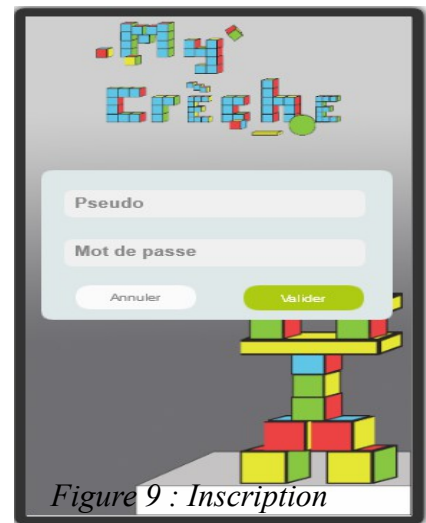 My
Crèche
Pseudo
Mot de passe
Annuler
Valider
Figure 9 : Inscription